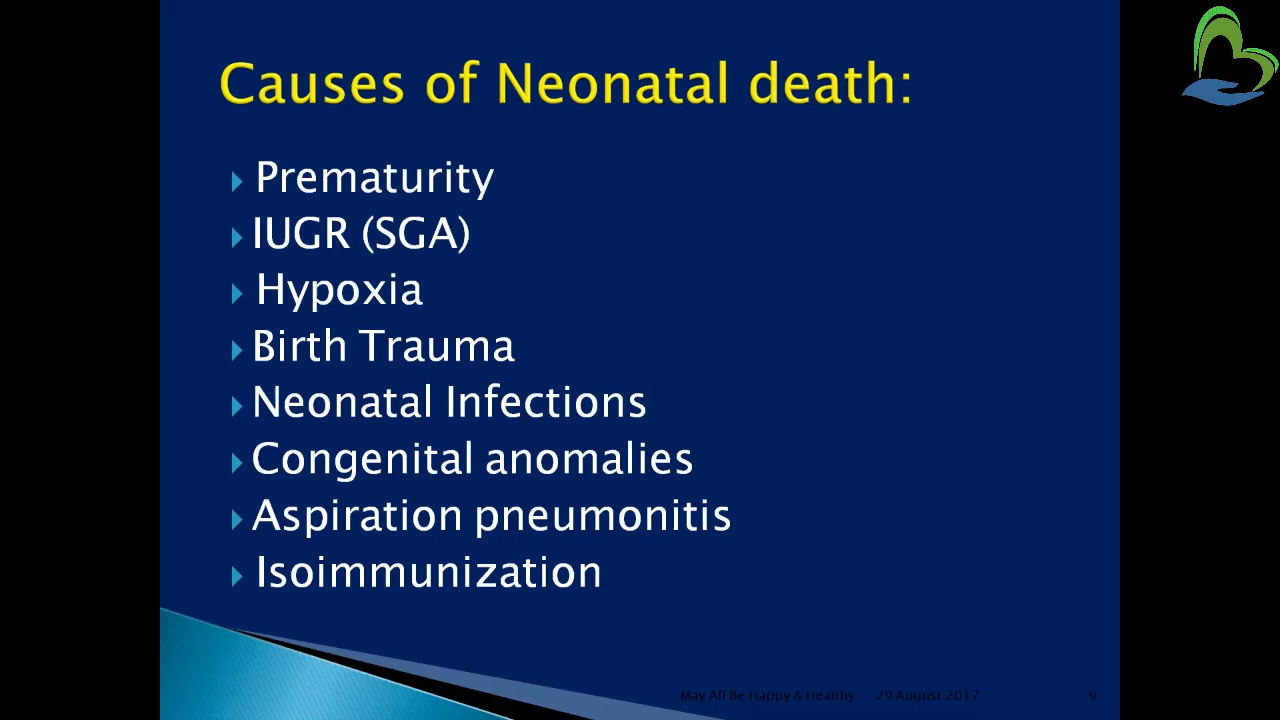 Causes of Neonatal death:
Prematurity
IUGR (SGA)
Hypoxia
Birth Trauma
Neonatal Infections
Congenital anomalies
Aspiration pneumonitis
Isoimmunization
May All Be Happy & Healthy 29 August 2017 9